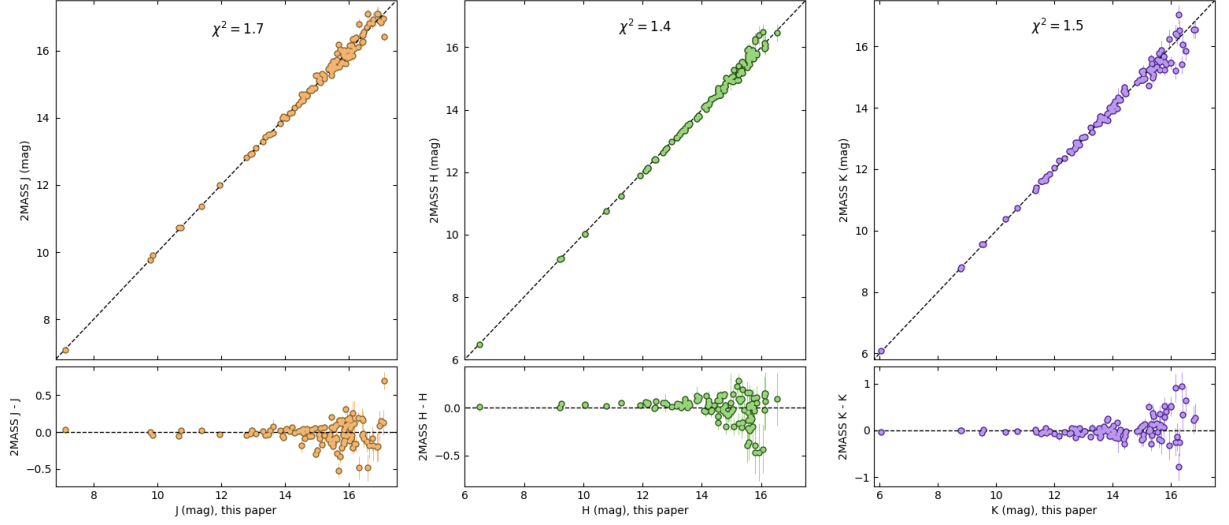 χ² = 1.7
2MASS J (mag)
16
14
12
10
8
2MASS J - J
0.5
0.0
−0.5
8 10 12 14 16
J (mag), this paper
χ² = 1.4
2MASS H (mag)
16
14
12
10
8
6
2MASS H - H
0.0
−0.5
6 8 10 12 14 16
H (mag), this paper
χ² = 1.5
2MASS K (mag)
16
14
12
10
8
6
2MASS K - K
1
0
−1
6 8 10 12 14 16
K (mag), this paper